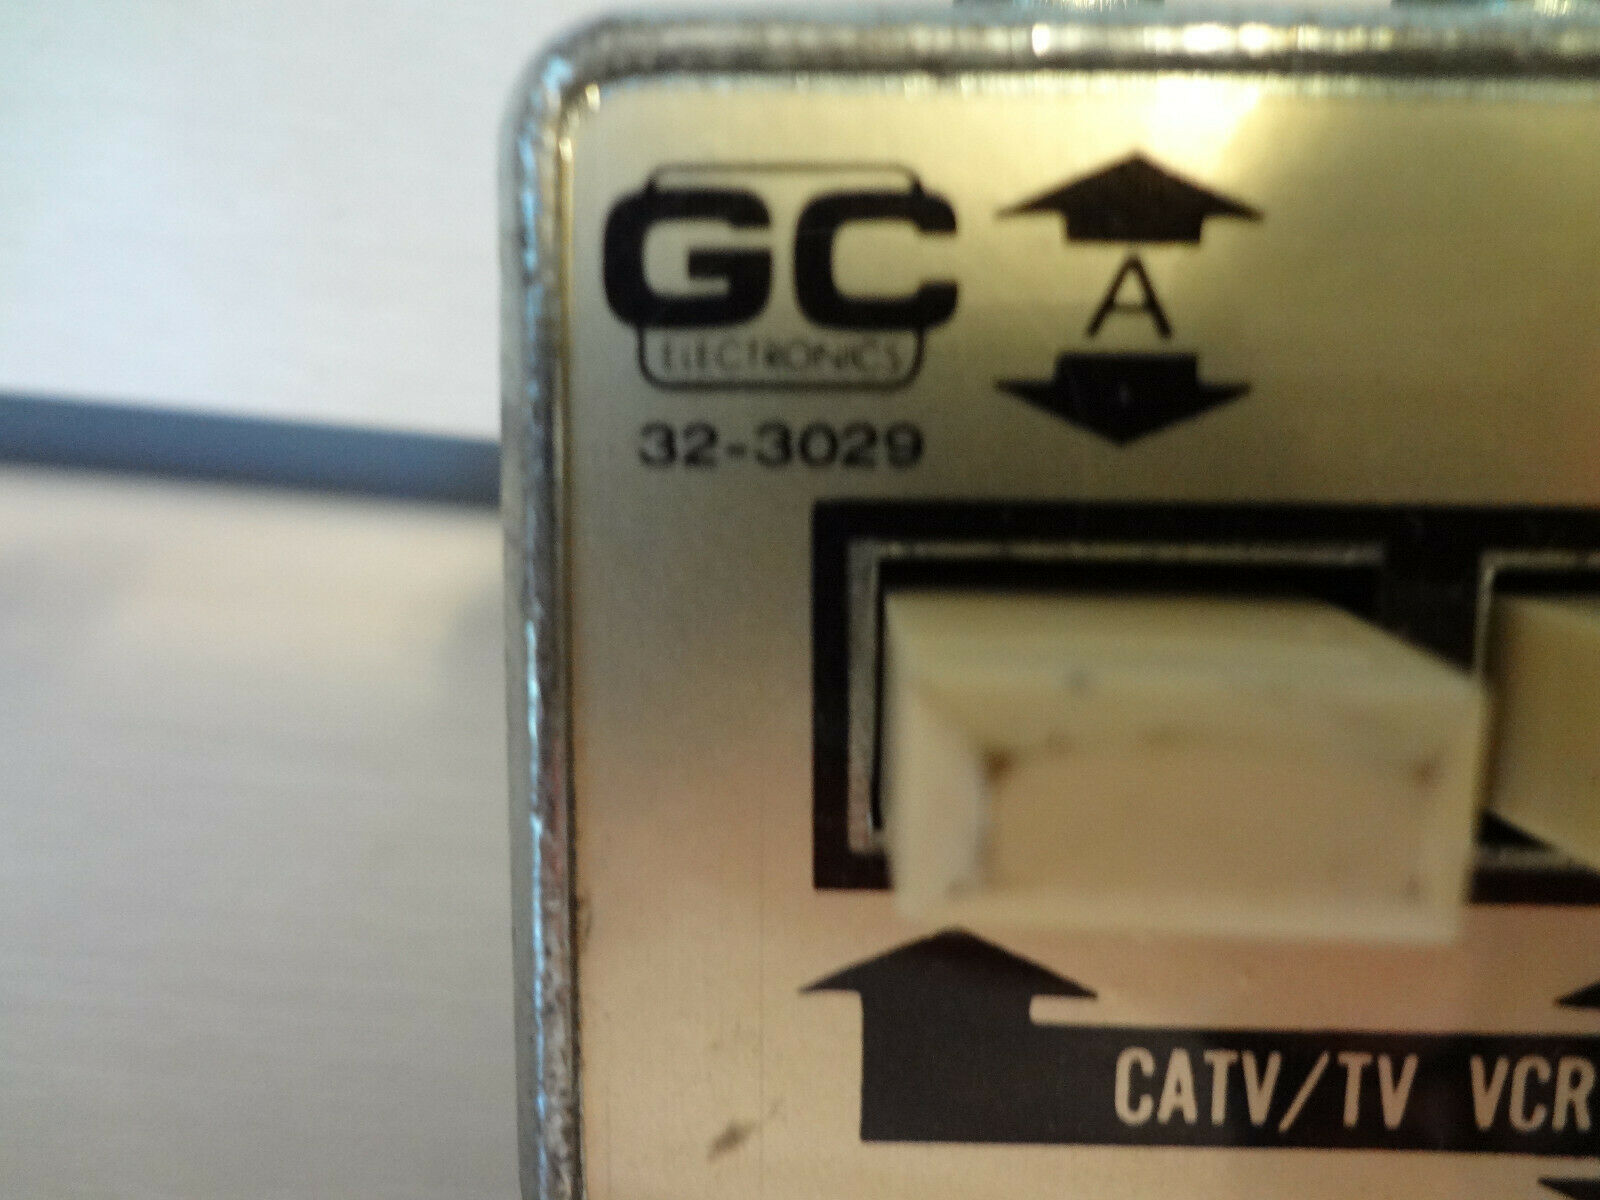 GC
ELECTRONICS
32-3029
A
CATV/TV VCR